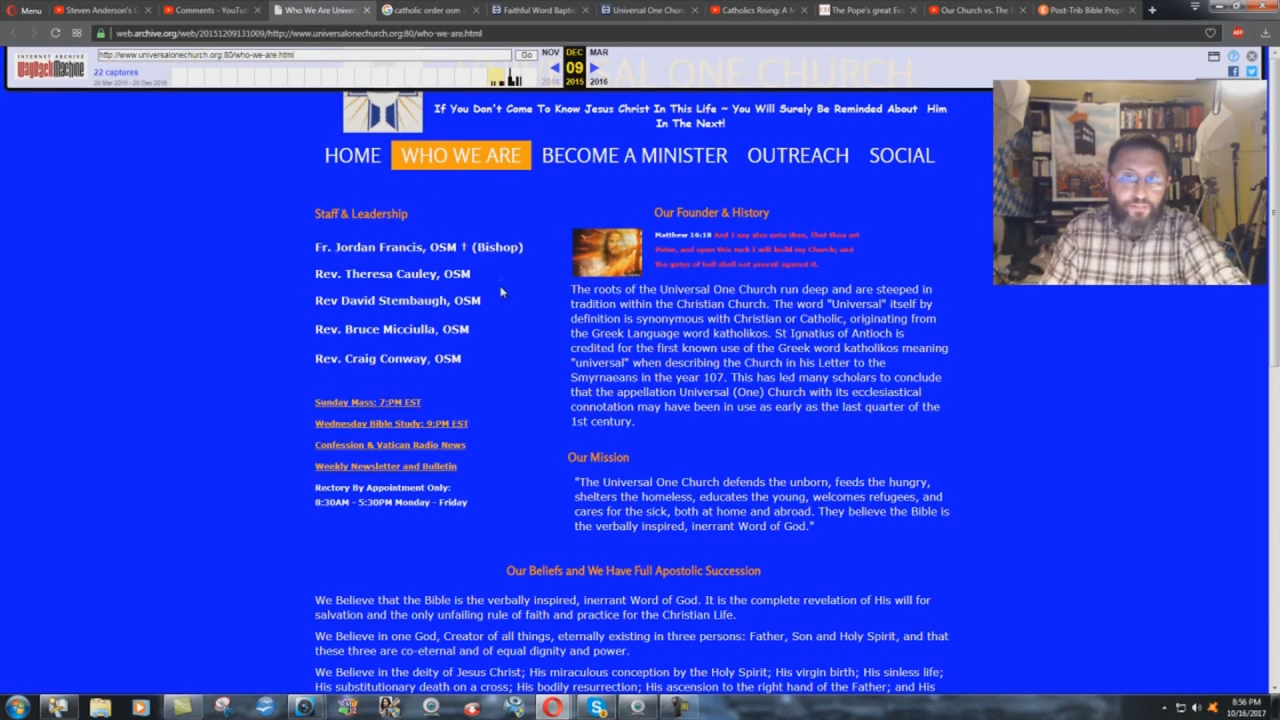 Menu
Steven Anderson's C
Comments - YouTub
Who We Are Univer
catholic order osm
Faithful Word Baptis
Universal One Churc
Catholics Rising: A M
The Pope's great Eve
Our Church vs. The
Post-Trib Bible Prop
web.archive.org/web/20151209131009/http://www.universalonechurch.org:80/who-we-are.html
INTERNET ARCHIVE
WayBackMachine
http://www.universalonechurch.org:80/who-we-are.html
Go
NOV DEC MAR
22 captures
09
2015 2016
If You Don't Come To Know Jesus Christ In This Life ~ You Will Surely Be Reminded About Him
In The Next!
HOME WHO WE ARE BECOME A MINISTER OUTREACH SOCIAL
Staff & Leadership
Fr. Jordan Francis, OSM † (Bishop)
Rev. Theresa Cauley, OSM
Rev David Stembaugh, OSM
Rev. Bruce Micciulla, OSM
Rev. Craig Conway, OSM
Sunday Mass: 7:PM EST
Wednesday Bible Study: 9:PM EST
Confession & Vatican Radio News
Weekly Newsletter and Bulletin
Rectory By Appointment Only:
8:30AM - 5:30PM Monday - Friday
Our Founder & History
Matthew 16:18 And I say also unto thee, That thou art
Peter, and upon this rock I will build my Church; and
the gates of hell shall not prevail against it.
The roots of the Universal One Church run deep and are steeped in
tradition within the Christian Church. The word "Universal" itself by
definition is synonymous with Christian or Catholic, originating from
the Greek Language word katholikos. St Ignatius of Antioch is
credited for the first known use of the Greek word katholikos meaning
"universal" when describing the Church in his Letter to the
Smyrnaeans in the year 107. This has led many scholars to conclude
that the appellation Universal (One) Church with its ecclesiastical
connotation may have been in use as early as the last quarter of the
1st century.
Our Mission
"The Universal One Church defends the unborn, feeds the hungry,
shelters the homeless, educates the young, welcomes refugees, and
cares for the sick, both at home and abroad. They believe the Bible is
the verbally inspired, inerrant Word of God."
Our Beliefs and We Have Full Apostolic Succession
We Believe that the Bible is the verbally inspired, inerrant Word of God. It is the complete revelation of His will for
salvation and the only unfailing rule of faith and practice for the Christian Life.
We Believe in one God, Creator of all things, eternally existing in three persons: Father, Son and Holy Spirit, and that
these three are co-eternal and of equal dignity and power.
We Believe in the deity of Jesus Christ; His miraculous conception by the Holy Spirit; His virgin birth; His sinless life;
His substitutionary death on a cross; His bodily resurrection; His ascension to the right hand of the Father; and His
8:56 PM
10/16/2017